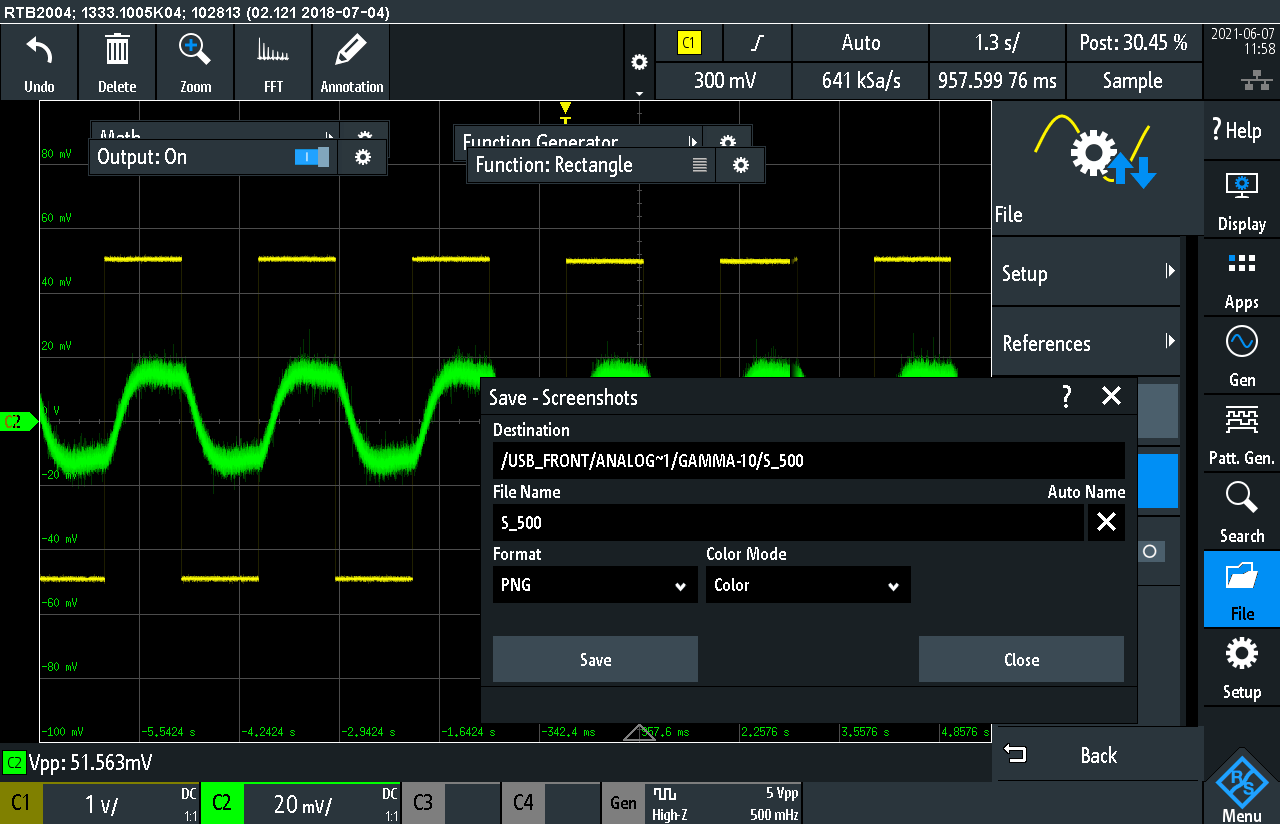 RTB2004; 1333.1005K04; 102813 (02.121 2018-07-04)
Undo
Delete
Zoom
FFT
Annotation
C1
Auto
1.3 s/
Post: 30.45 %
2021-06-07
11:58
300 mV
641 kSa/s
957.599 76 ms
Sample
Math
Output: On
Function Generator
Function: Rectangle
T
80 mV
60 mV
40 mV
20 mV
0 V
-20 mV
-40 mV
-60 mV
-80 mV
-100 mV
C2
-5.5424 s
-4.2424 s
-2.9424 s
-1.6424 s
-342.4 ms
957.6 ms
2.2576 s
3.5576 s
4.8576 s
File
Setup
References
Back
Save - Screenshots
?
Destination
/USB_FRONT/ANALOG~1/GAMMA-10/S_500
File Name
Auto Name
S_500
Format
Color Mode
PNG
Color
Save
Close
? Help
Display
Apps
Gen
Patt. Gen.
Search
File
Setup
R&S
Menu
C2 Vpp: 51.563mV
C1
1 V/
DC
1:1
C2
20 mV/
DC
1:1
C3
C4
Gen
High-Z
5 Vpp
500 mHz